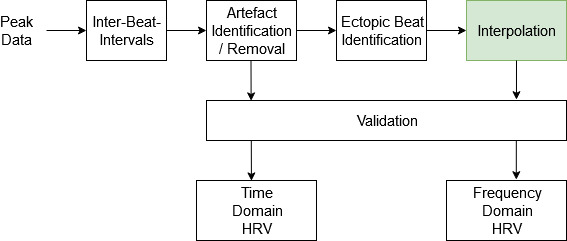 Peak
Data
Inter-Beat-
Intervals
Artefact
Identification
/ Removal
Ectopic Beat
Identification
Interpolation
Validation
Time
Domain
HRV
Frequency
Domain
HRV